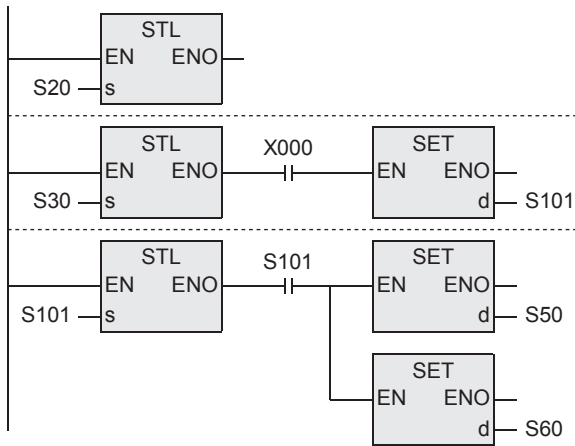 STL
EN ENO
S20 s
STL X000 SET
EN ENO EN ENO
S30 s d S101
STL S101 SET
EN ENO EN ENO
S101 s d S50
SET
EN ENO
d S60